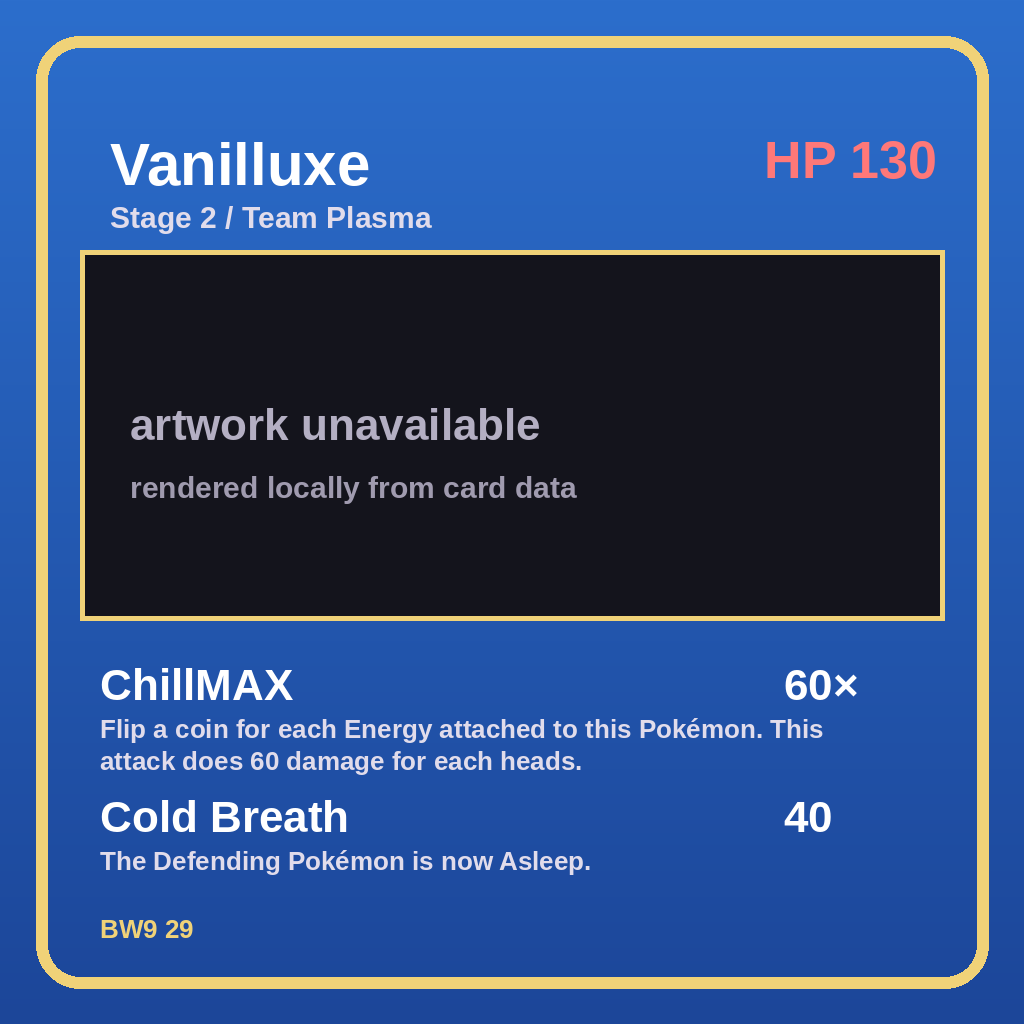 Vanilluxe
HP 130
Stage 2 / Team Plasma
artwork unavailable
rendered locally from card data
ChillMAX
60×
Flip a coin for each Energy attached to this Pokémon. This
attack does 60 damage for each heads.
Cold Breath
40
The Defending Pokémon is now Asleep.
BW9 29